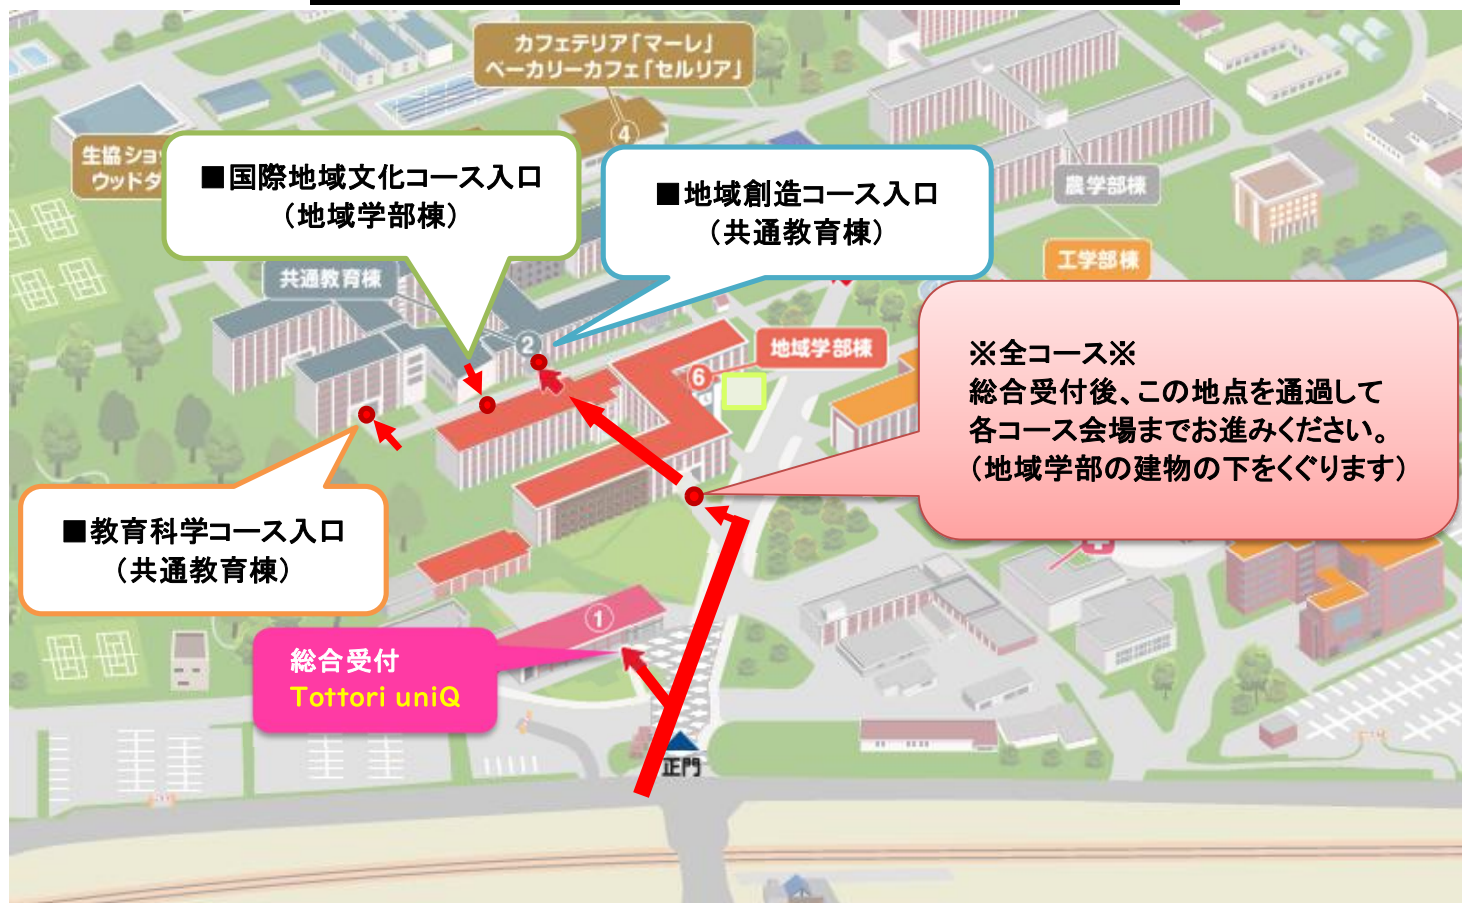 カフェテリア「マーレ」
ベーカリーカフェ「セルリア」
4
生協ショ
ウッドタ
■国際地域文化コース入口
（地域学部棟）
■地域創造コース入口
（共通教育棟）
農学部棟
工学部棟
共通教育棟
2
地域学部棟
6
※全コース※
総合受付後、この地点を通過して
各コース会場までお進みください。
（地域学部の建物の下をくぐります）
■教育科学コース入口
（共通教育棟）
1
総合受付
Tottori uniQ
正門